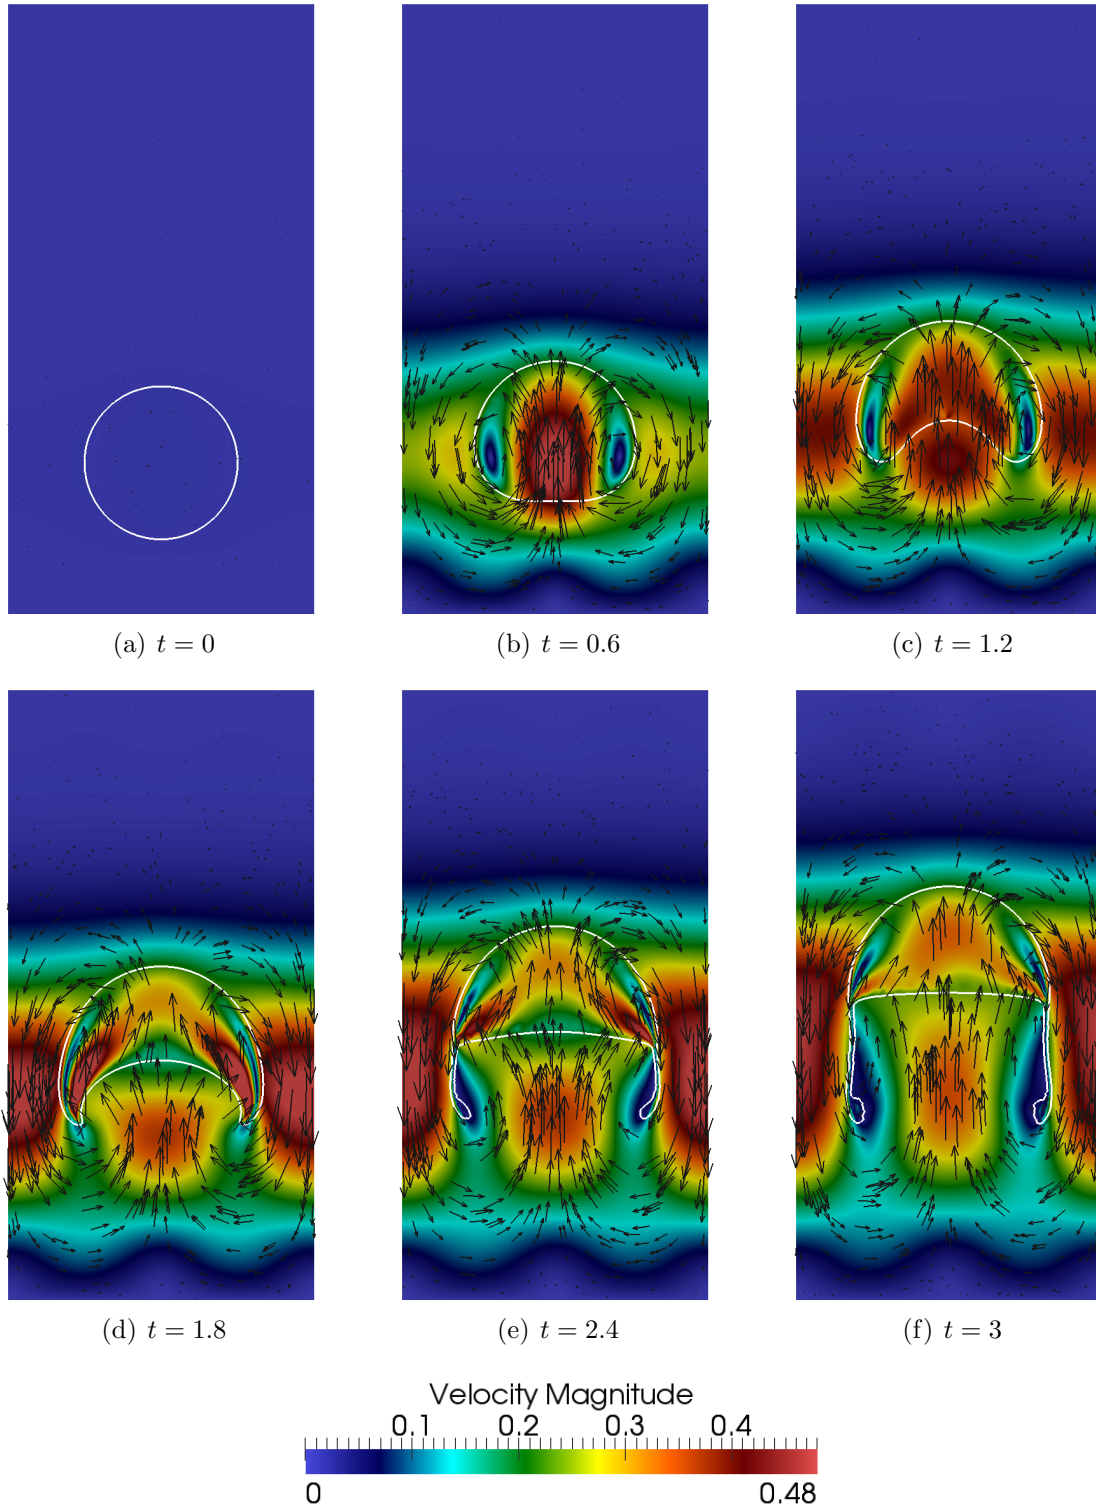 (a) t = 0
(b) t = 0.6
(c) t = 1.2
(d) t = 1.8
(e) t = 2.4
(f) t = 3
Velocity Magnitude
0.1 0.2 0.3 0.4
0 0.48